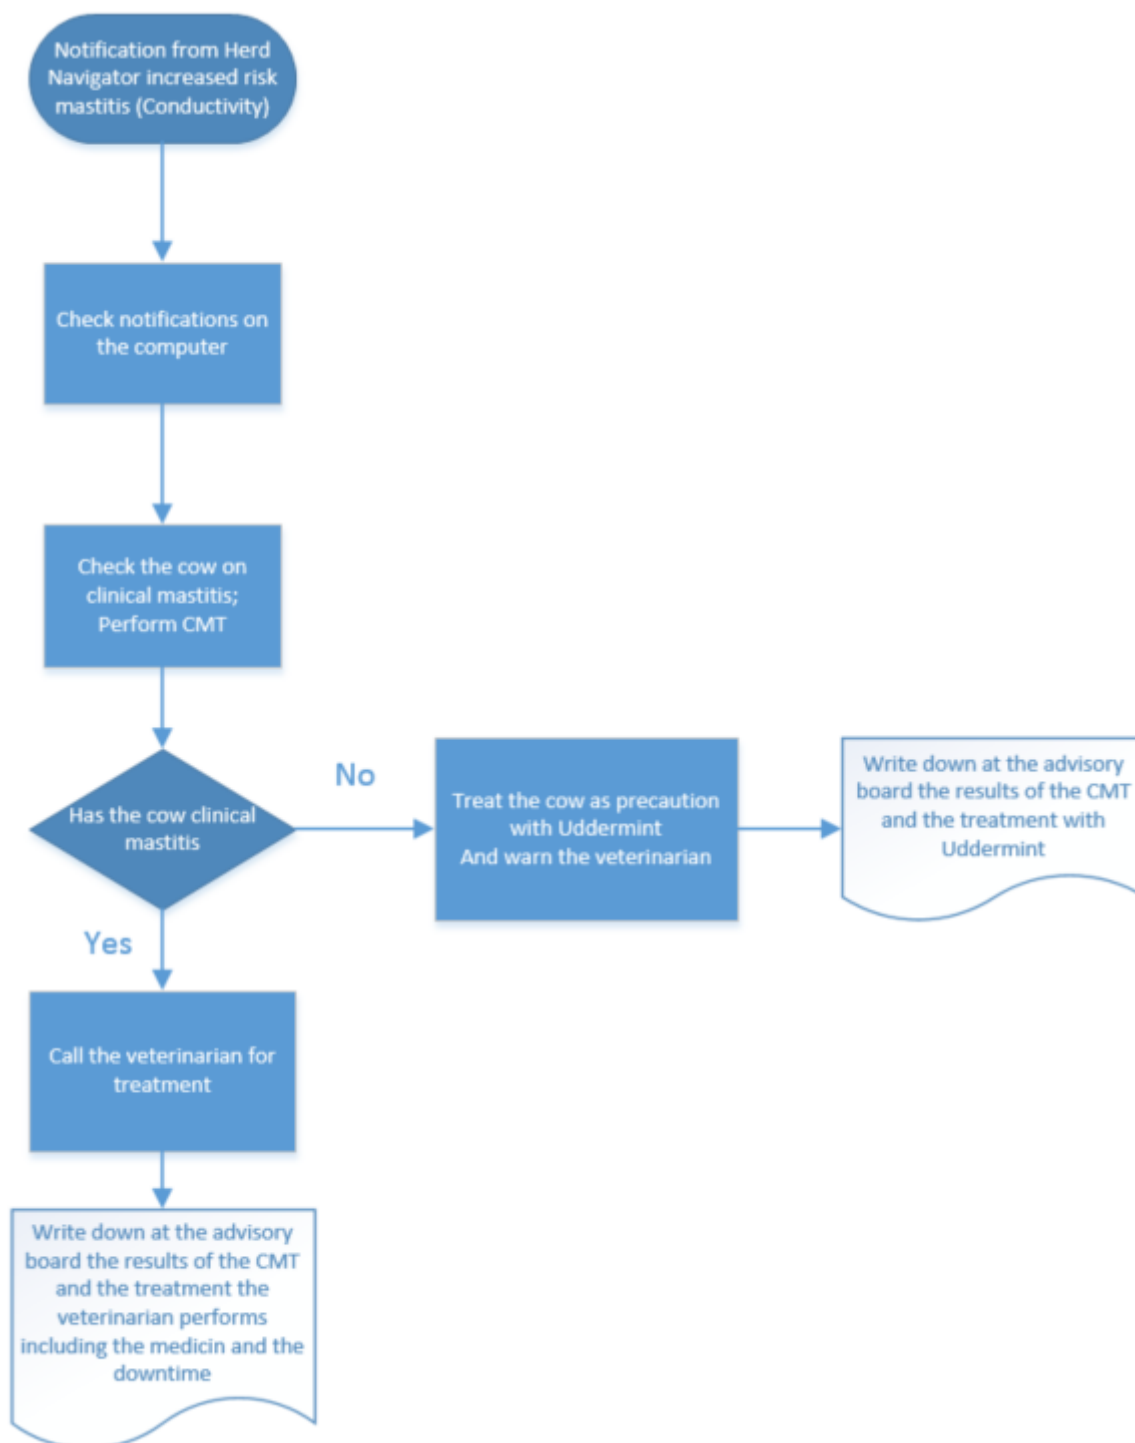 Notification from Herd
Navigator increased risk
mastitis (Conductivity)
Check notifications on
the computer
Check the cow on
clinical mastitis;
Perform CMT
Has the cow clinical
mastitis
No
Treat the cow as precaution
with Uddermint
And warn the veterinarian
Write down at the advisory
board the results of the CMT
and the treatment with
Uddermint
Yes
Call the veterinarian for
treatment
Write down at the advisory
board the results of the CMT
and the treatment the
veterinarian performs
including the medicin and the
downtime